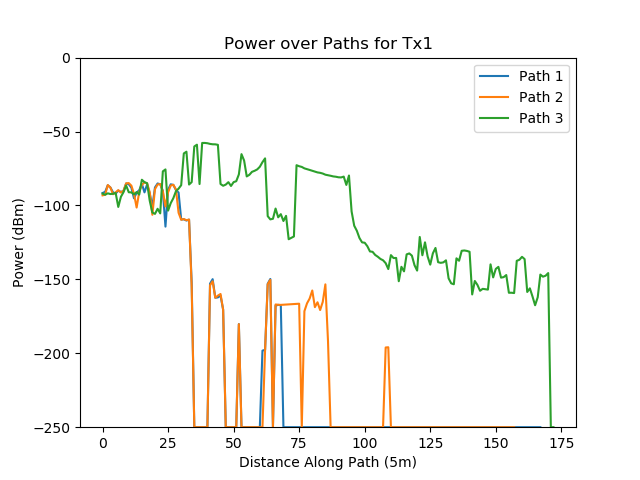 Power over Paths for Tx1
Path 1
Path 2
Path 3
0
−50
−100
−150
−200
−250
Power (dBm)
0 25 50 75 100 125 150 175
Distance Along Path (5m)